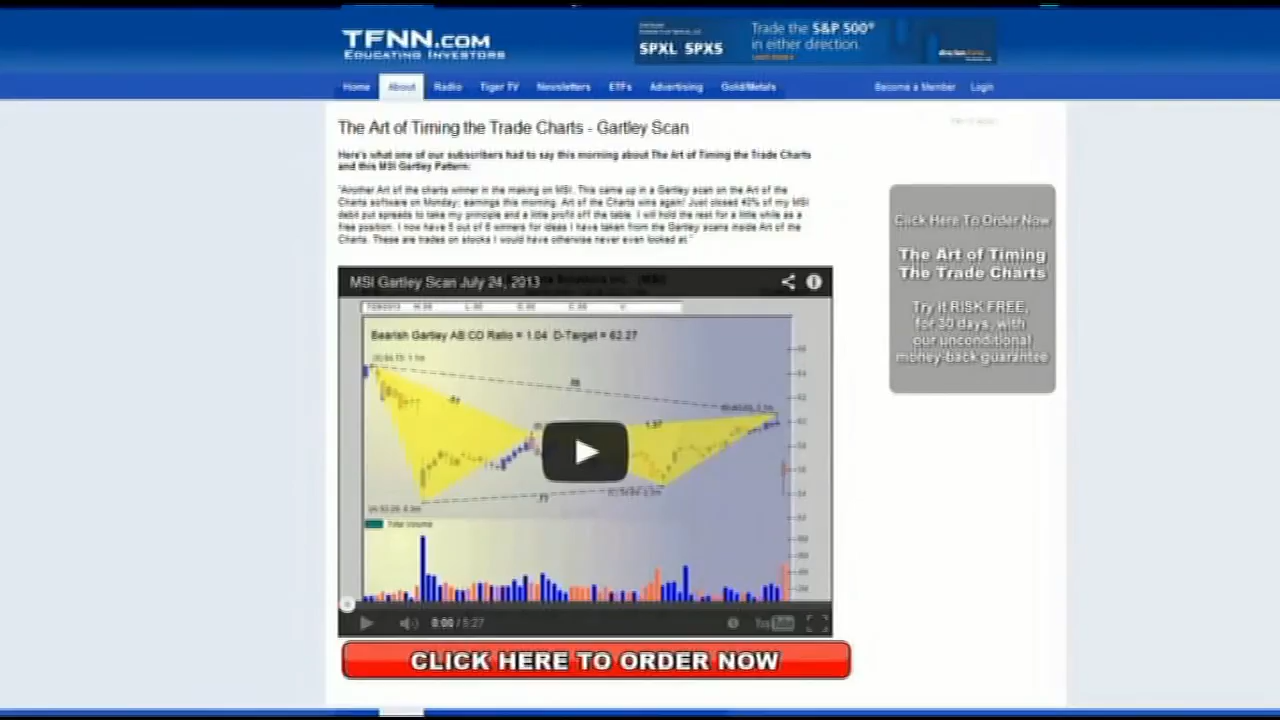 TFNN.COM
EDUCATING INVESTORS
SPXL SPXS
Trade the S&P 500®
in either direction.
Home About Radio Tiger TV Newsletters ETFs Advertising Gold/Metals Become a Member Login
The Art of Timing the Trade Charts - Gartley Scan
Here's what one of our subscribers had to say this morning about The Art of Timing the Trade Charts
and this MSI Gartley Pattern:
"Another Art of the charts winner in the making on MSI. This came up in a Gartley scan on the Art of the
Charts software on Monday; earnings this morning. Art of the Charts wins again! Just closed 42% of my MSI
debit put spreads to take my principle and a little profit off the table. I will hold the rest for a little while as a
free position. I now have 5 out of 6 winners for ideas I have taken from the Gartley scans inside Art of the
Charts. These are trades on stocks I would have otherwise never even looked at."
Click Here To Order Now
The Art of Timing
The Trade Charts
Try it RISK FREE,
for 30 days, with
our unconditional
money-back guarantee
MSI Gartley Scan July 24, 2013
Bearish Gartley AB CD Ratio = 1.04 D-Target = 62.27
Total Volume
0:00 / 5:27
You Tube
CLICK HERE TO ORDER NOW